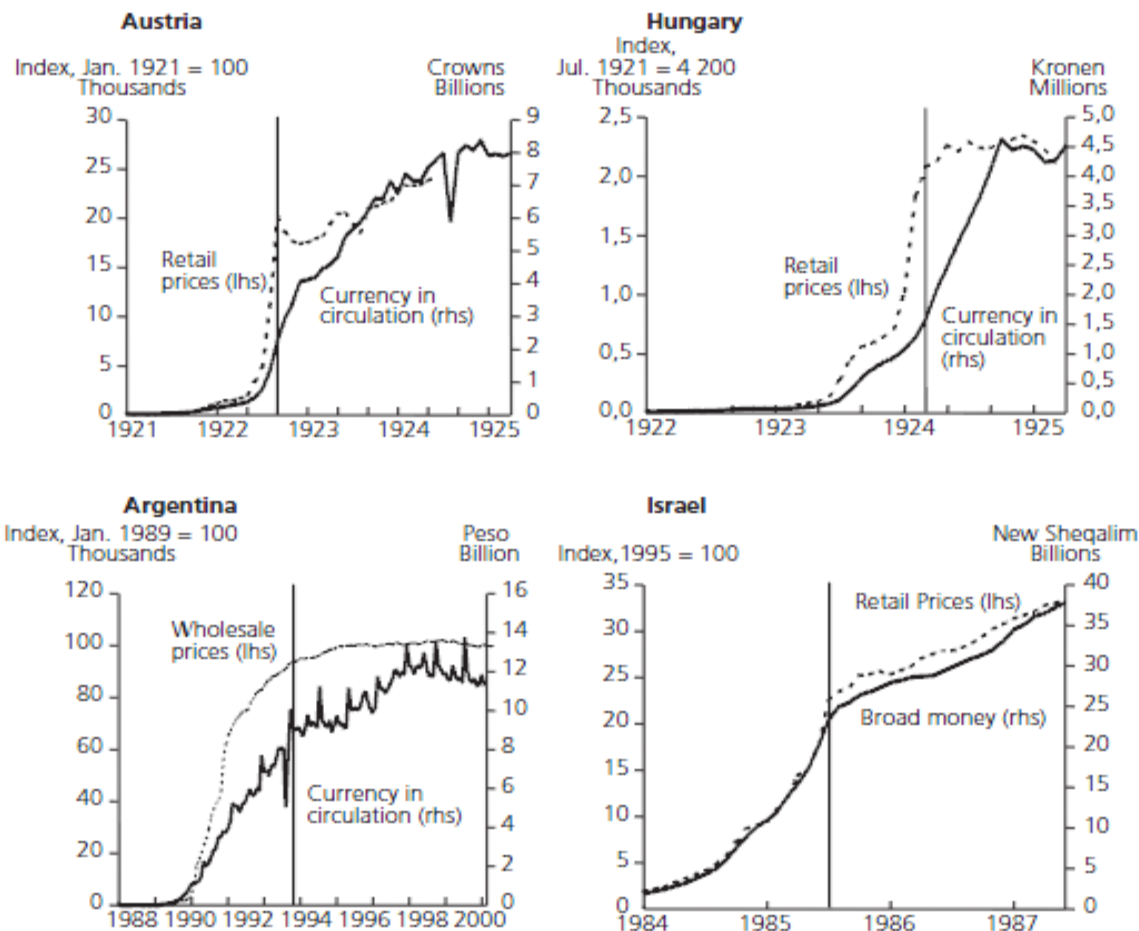 Austria
Index, Jan. 1921 = 100
Thousands
Crowns
Billions
30
25
20
15
10
5
0
9
8
7
6
5
4
3
2
1
0
Retail
prices (lhs)
Currency in
circulation (rhs)
1921 1922 1923 1924 1925
Hungary
Index,
Jul. 1921 = 4 200
Thousands
Kronen
Millions
2,5
2,0
1,5
1,0
0,5
0,0
5,0
4,5
4,0
3,5
3,0
2,5
2,0
1,5
1,0
0,5
0,0
Retail
prices (lhs)
Currency in
circulation
(rhs)
1922 1923 1924 1925
Argentina
Index, Jan. 1989 = 100
Thousands
Peso
Billion
120
100
80
60
40
20
0
16
14
12
10
8
6
4
2
0
Wholesale
prices (lhs)
Currency in
circulation (rhs)
1988 1990 1992 1994 1996 1998 2000
Israel
Index,1995 = 100
New Sheqalim
Billions
35
30
25
20
15
10
5
0
40
35
30
25
20
15
10
5
0
Retail Prices (lhs)
Broad money (rhs)
1984 1985 1986 1987